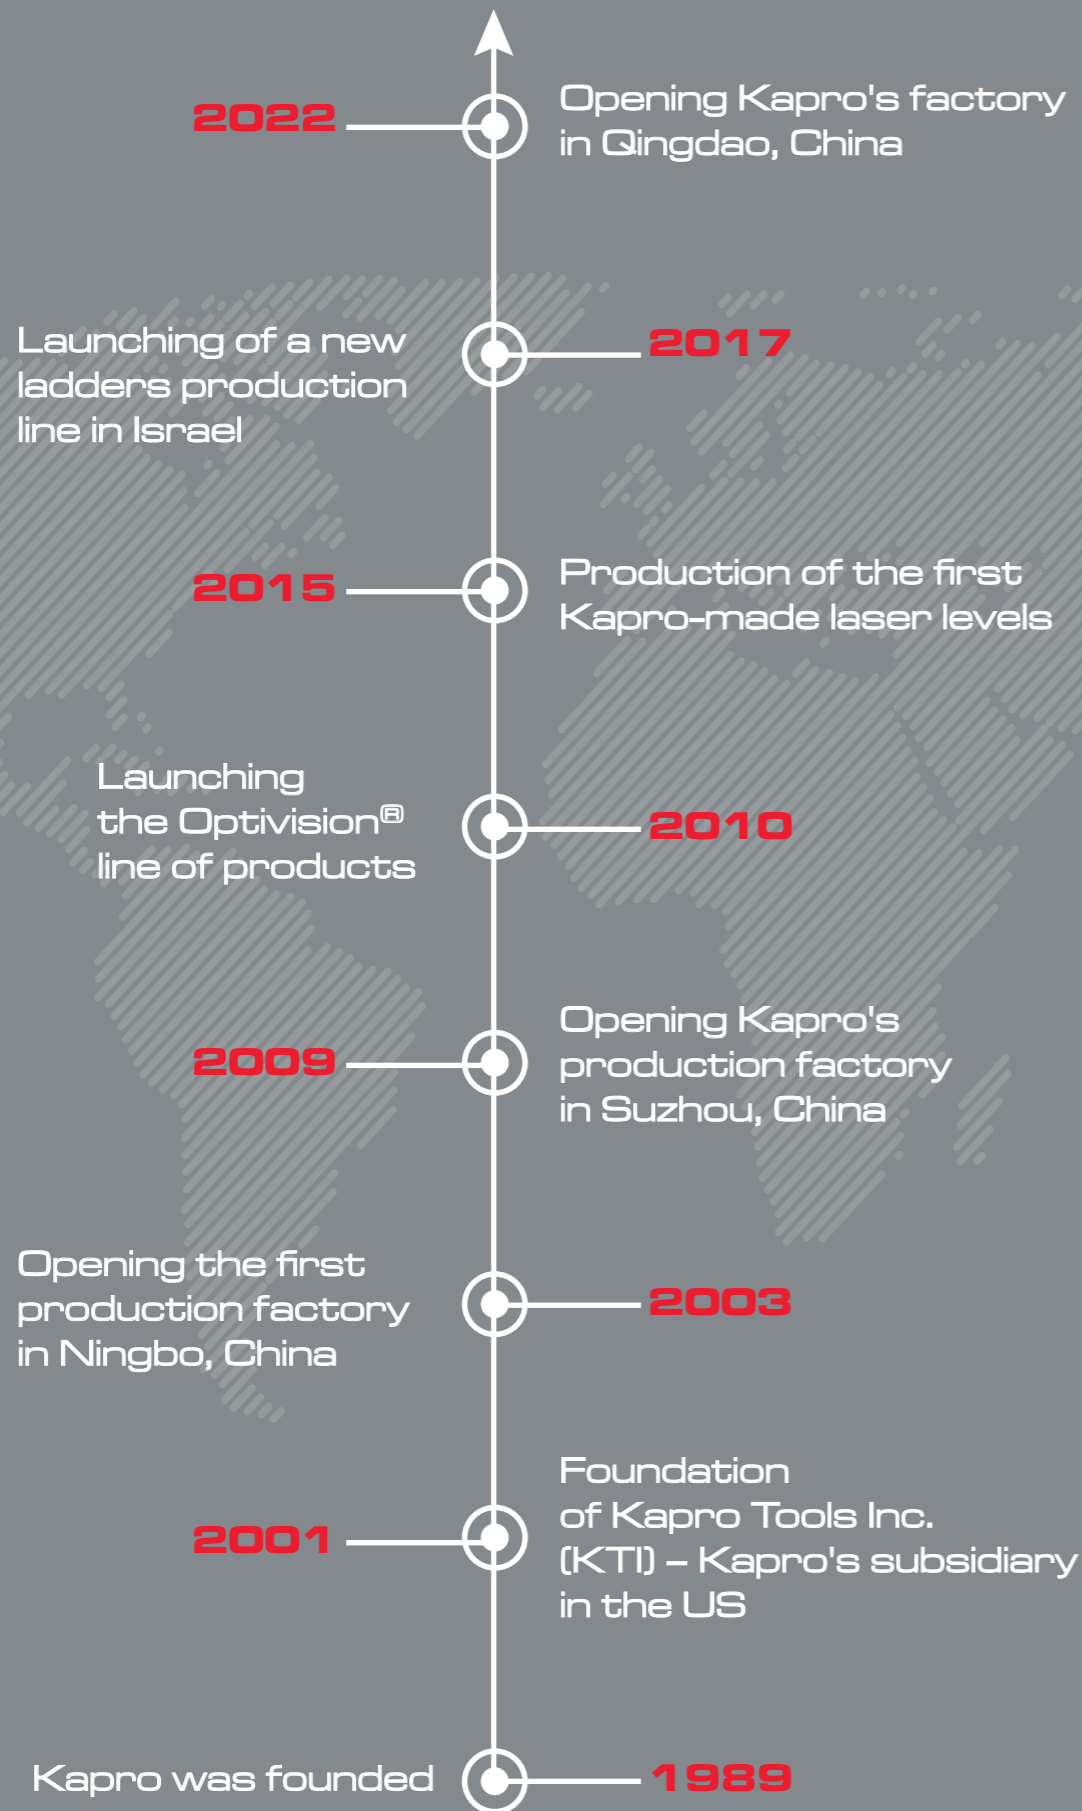 2022
Opening Kapro's factory
in Qingdao, China
Launching of a new
ladders production
line in Israel
2017
2015
Production of the first
Kapro-made laser levels
Launching
the Optivision®
line of products
2010
2009
Opening Kapro's
production factory
in Suzhou, China
Opening the first
production factory
in Ningbo, China
2003
2001
Foundation
of Kapro Tools Inc.
(KTI) – Kapro's subsidiary
in the US
Kapro was founded
1989